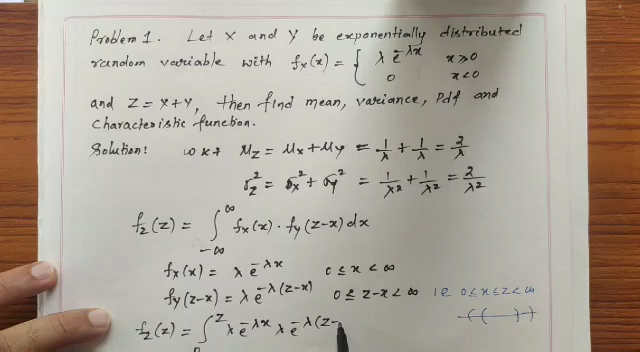 Problem 1. Let X and Y be exponentially distributed
random variable with fx(x) = { λ e^-λx x≥0
0 x<0
and Z = X+Y, then find mean, variance, Pdf and
characteristic function.
Solution: W K T μz = μx + μy = 1/λ + 1/λ = 2/λ
σz² = σx² + σy² = 1/λ² + 1/λ² = 2/λ²
fz(z) = ∫_-∞^∞ fx(x) · fy(z-x) dx
fx(x) = λ e^-λx 0 ≤ x < ∞
fy(z-x) = λ e^-λ(z-x) 0 ≤ z-x < ∞ ie 0≤x≤z<∞
fz(z) = ∫_0^z λ e^-λx λ e^-λ(z-